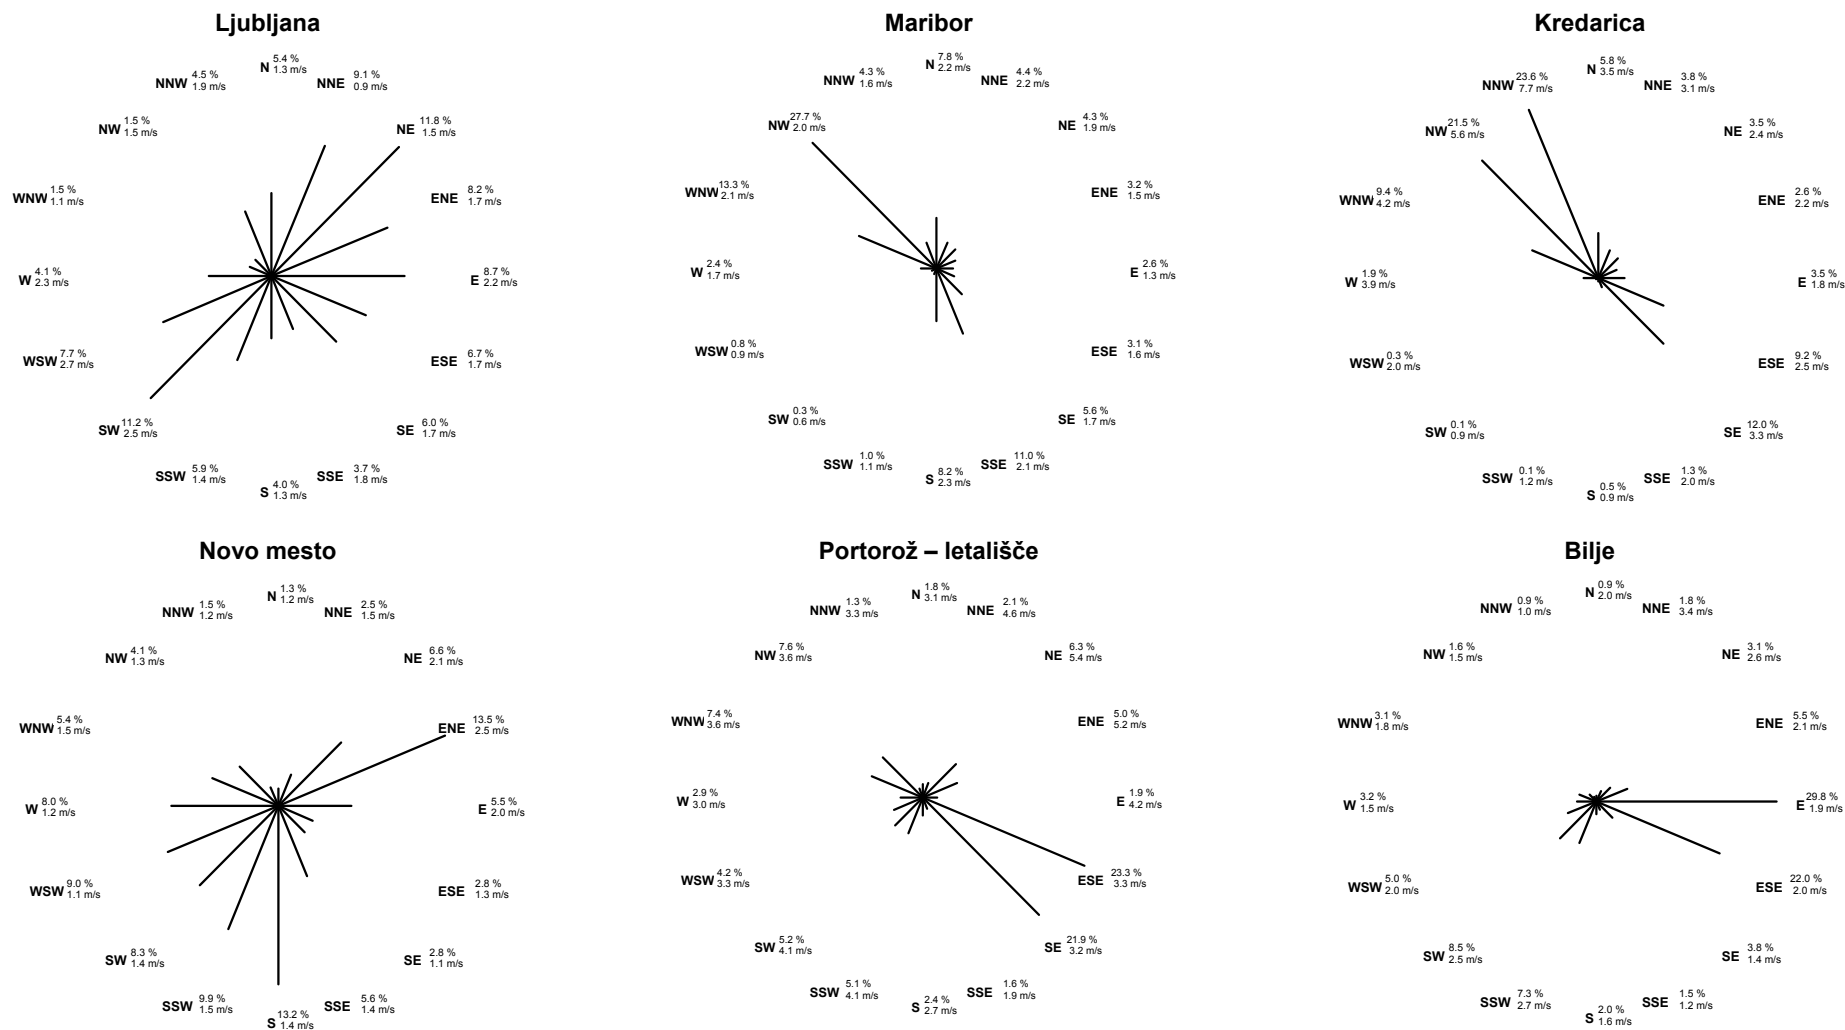 Ljubljana
N 5.4 %
1.3 m/s
NNE 9.1 %
0.9 m/s
NE 11.8 %
1.5 m/s
ENE 8.2 %
1.7 m/s
E 8.7 %
2.2 m/s
ESE 6.7 %
1.7 m/s
SE 6.0 %
1.7 m/s
SSE 3.7 %
1.8 m/s
S 4.0 %
1.3 m/s
SSW 5.9 %
1.4 m/s
SW 11.2 %
2.5 m/s
WSW 7.7 %
2.7 m/s
W 4.1 %
2.3 m/s
WNW 1.5 %
1.1 m/s
NW 1.5 %
1.5 m/s
NNW 4.5 %
1.9 m/s
Maribor
N 7.8 %
2.2 m/s
NNE 4.4 %
2.2 m/s
NE 4.3 %
1.9 m/s
ENE 3.2 %
1.5 m/s
E 2.6 %
1.3 m/s
ESE 3.1 %
1.6 m/s
SE 5.6 %
1.7 m/s
SSE 11.0 %
2.1 m/s
S 8.2 %
2.3 m/s
SSW 1.0 %
1.1 m/s
SW 0.3 %
0.6 m/s
WSW 0.8 %
0.9 m/s
W 2.4 %
1.7 m/s
WNW 13.3 %
2.1 m/s
NW 27.7 %
2.0 m/s
NNW 4.3 %
1.6 m/s
Kredarica
N 5.8 %
3.5 m/s
NNE 3.8 %
3.1 m/s
NE 3.5 %
2.4 m/s
ENE 2.6 %
2.2 m/s
E 3.5 %
1.8 m/s
ESE 9.2 %
2.5 m/s
SE 12.0 %
3.3 m/s
SSE 1.3 %
2.0 m/s
S 0.5 %
0.9 m/s
SSW 0.1 %
1.2 m/s
SW 0.1 %
0.9 m/s
WSW 0.3 %
2.0 m/s
W 1.9 %
3.9 m/s
WNW 9.4 %
4.2 m/s
NW 21.5 %
5.6 m/s
NNW 23.6 %
7.7 m/s
Novo mesto
N 1.3 %
1.2 m/s
NNE 2.5 %
1.5 m/s
NE 6.6 %
2.1 m/s
ENE 13.5 %
2.5 m/s
E 5.5 %
2.0 m/s
ESE 2.8 %
1.3 m/s
SE 2.8 %
1.1 m/s
SSE 5.6 %
1.4 m/s
S 13.2 %
1.4 m/s
SSW 9.9 %
1.5 m/s
SW 8.3 %
1.4 m/s
WSW 9.0 %
1.1 m/s
W 8.0 %
1.2 m/s
WNW 5.4 %
1.5 m/s
NW 4.1 %
1.3 m/s
NNW 1.5 %
1.2 m/s
Portorož – letališče
N 1.8 %
3.1 m/s
NNE 2.1 %
4.6 m/s
NE 6.3 %
5.4 m/s
ENE 5.0 %
5.2 m/s
E 1.9 %
4.2 m/s
ESE 23.3 %
3.3 m/s
SE 21.9 %
3.2 m/s
SSE 1.6 %
1.9 m/s
S 2.4 %
2.7 m/s
SSW 5.1 %
4.1 m/s
SW 5.2 %
4.1 m/s
WSW 4.2 %
3.3 m/s
W 2.9 %
3.0 m/s
WNW 7.4 %
3.6 m/s
NW 7.6 %
3.6 m/s
NNW 1.3 %
3.3 m/s
Bilje
N 0.9 %
2.0 m/s
NNE 1.8 %
3.4 m/s
NE 3.1 %
2.6 m/s
ENE 5.5 %
2.1 m/s
E 29.8 %
1.9 m/s
ESE 22.0 %
2.0 m/s
SE 3.8 %
1.4 m/s
SSE 1.5 %
1.2 m/s
S 2.0 %
1.6 m/s
SSW 7.3 %
2.7 m/s
SW 8.5 %
2.5 m/s
WSW 5.0 %
2.0 m/s
W 3.2 %
1.5 m/s
WNW 3.1 %
1.8 m/s
NW 1.6 %
1.5 m/s
NNW 0.9 %
1.0 m/s